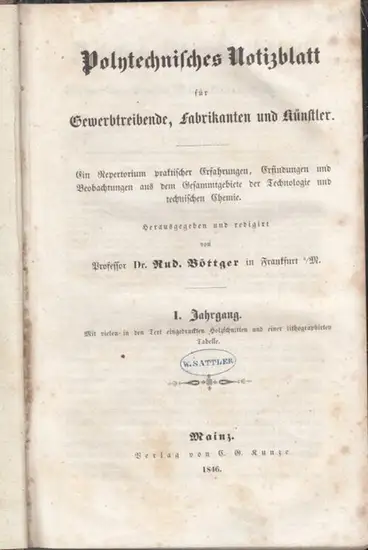 Polytechnisches Notizblatt
für
Gewerbtreibende, Fabrikanten und Künstler.
Ein Repertorium praktischer Erfahrungen, Erfindungen und
Beobachtungen aus dem Gesammtgebiete der Technologie und
technischen Chemie.
Herausgegeben und redigirt
von
Professor Dr. Rud. Böttger in Frankfurt a/M.
I. Jahrgang.
Mit vielen in den Text eingedruckten Holzschnitten und einer lithographirten
Tabelle.
W. SATTLER
Mainz.
Verlag von C. G. Kunze
1846.